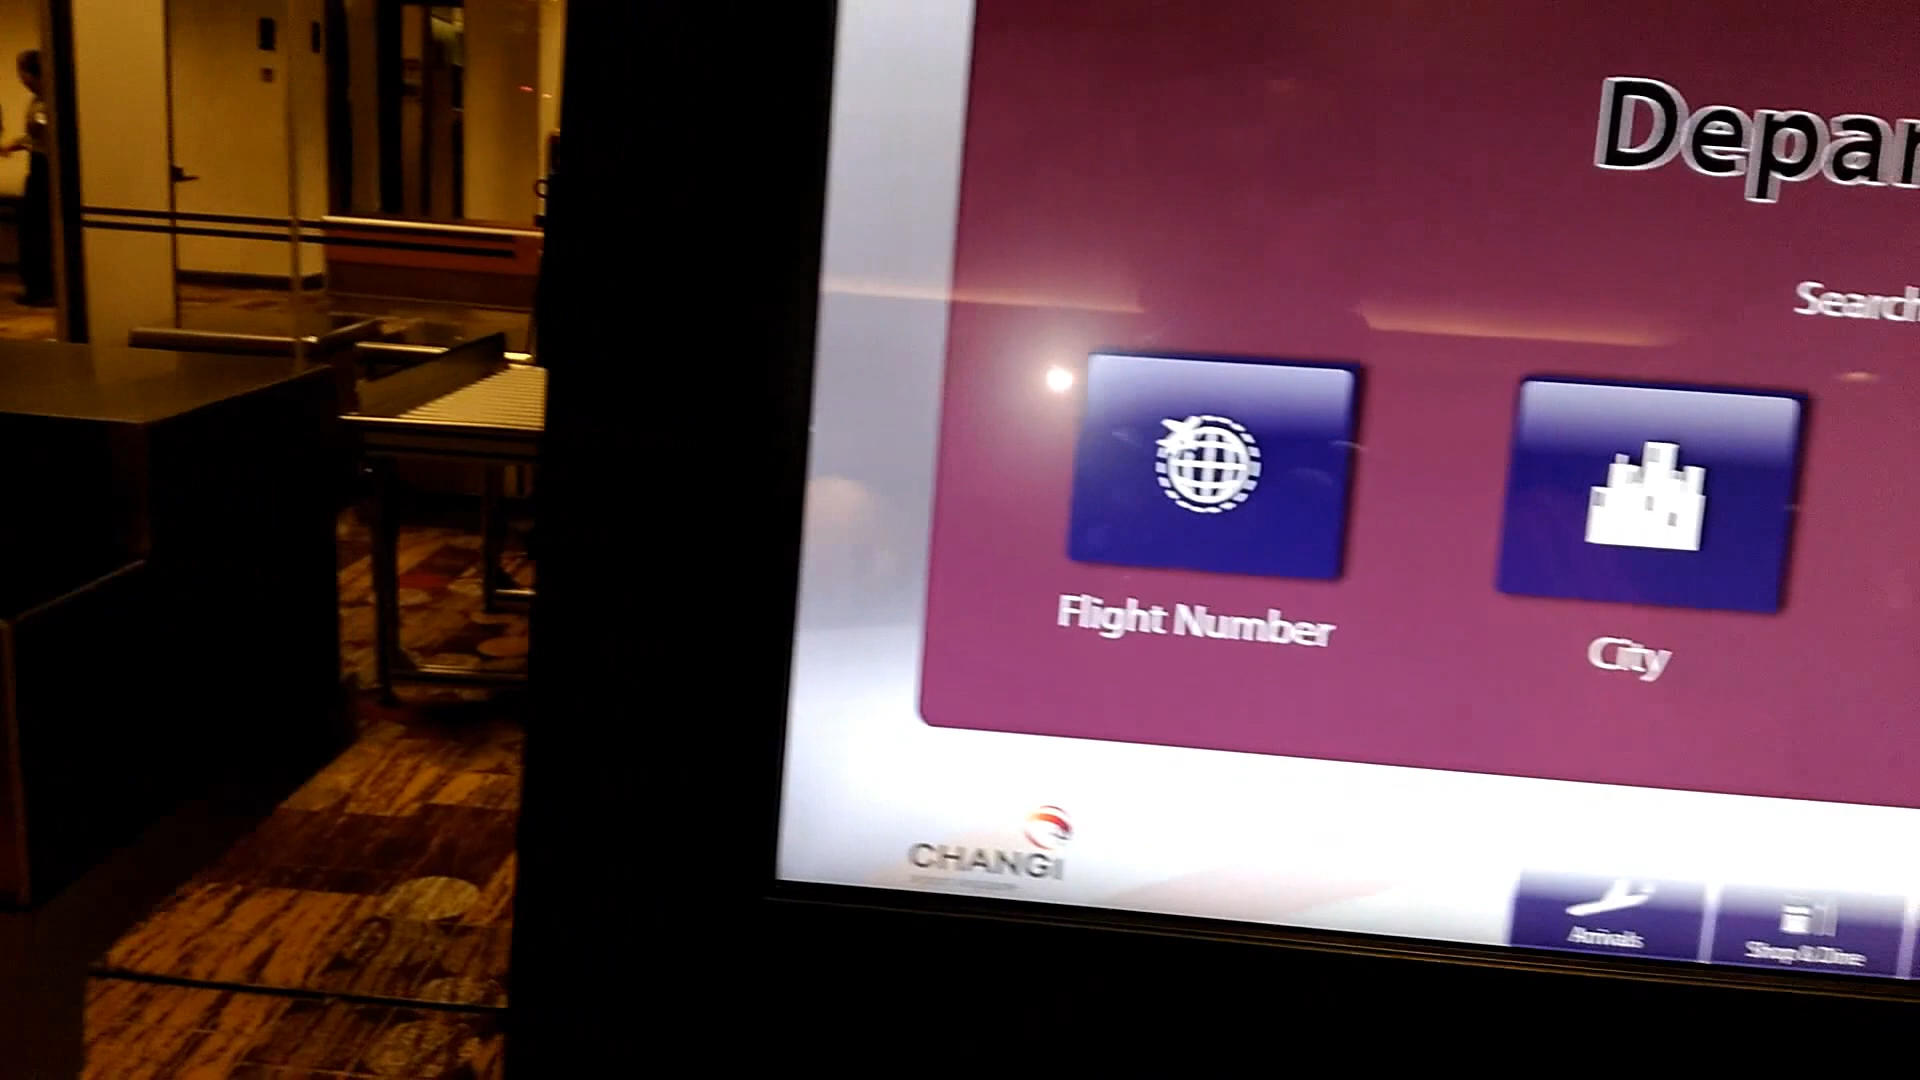 Depar
Search
Flight Number
City
CHANGI
Arrivals
Shop & Dine